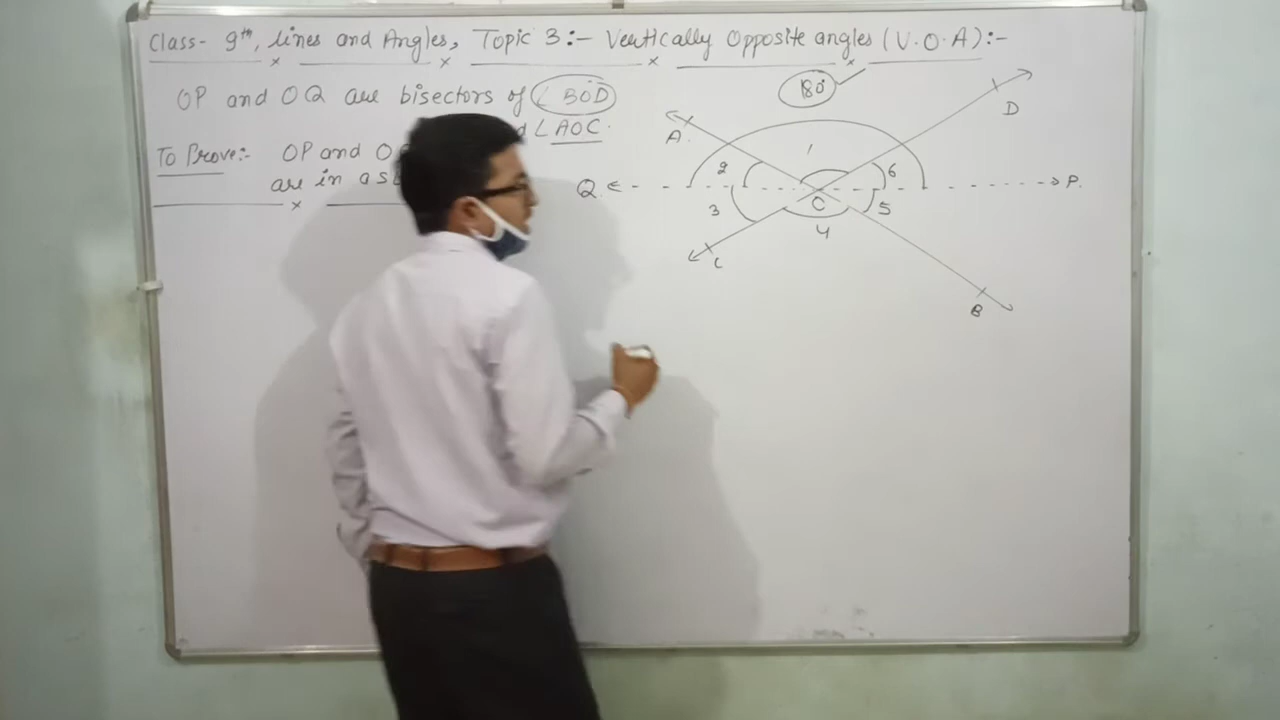 Class- 9th, Lines and Angles, Topic 3:- Vertically Opposite angles (V.O.A):-
OP and OQ are bisectors of ∠BOD
∠AOC.
To Prove:- OP and
are in a
180°
A
D
Q
P.
1
2
3
4
5
6
C
L
B